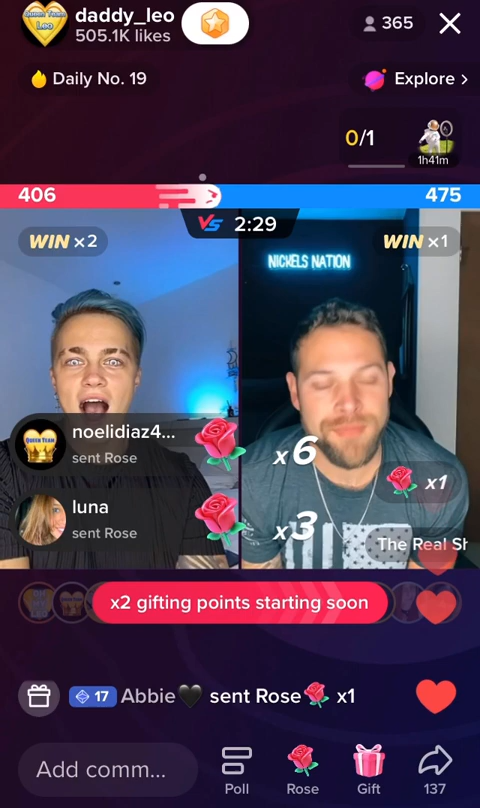 daddy_leo
505.1K likes
365
Daily No. 19
Explore >
0/1
1h41m
406
475
VS 2:29
WIN x2
WIN x1
NICKELS NATION
noelidiaz4...
sent Rose
x6
x1
luna
sent Rose
x3
The Real Sh
x2 gifting points starting soon
17 Abbie🖤 sent Rose x1
Add comm...
Poll
Rose
Gift
137
QUEEN TEAM